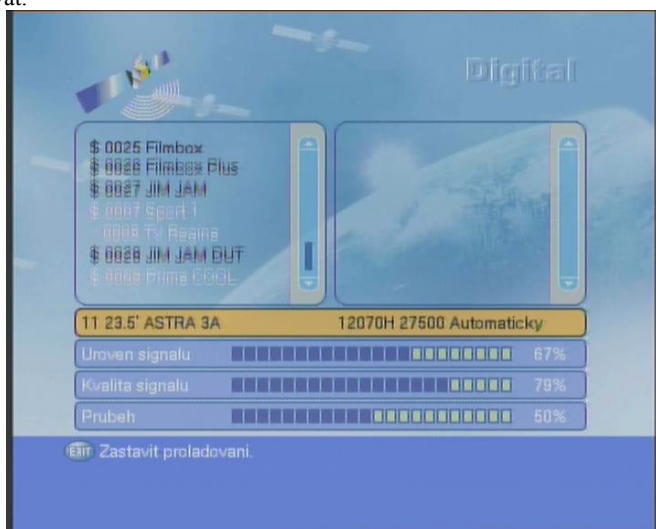 vat.
Digital
$ 0025 Filmbox
$ 0026 Filmbox Plus
$ 0027 JIM JAM
$ 0007 Sport 1
0008 TV Regina
$ 0028 JIM JAM DUT
$ 0009 Prima COOL
11 23.5' ASTRA 3A 12070H 27500 Automaticky
Uroven signalu 67%
Kvalita signalu 79%
Prubeh 50%
EXIT Zastavit proladovani.